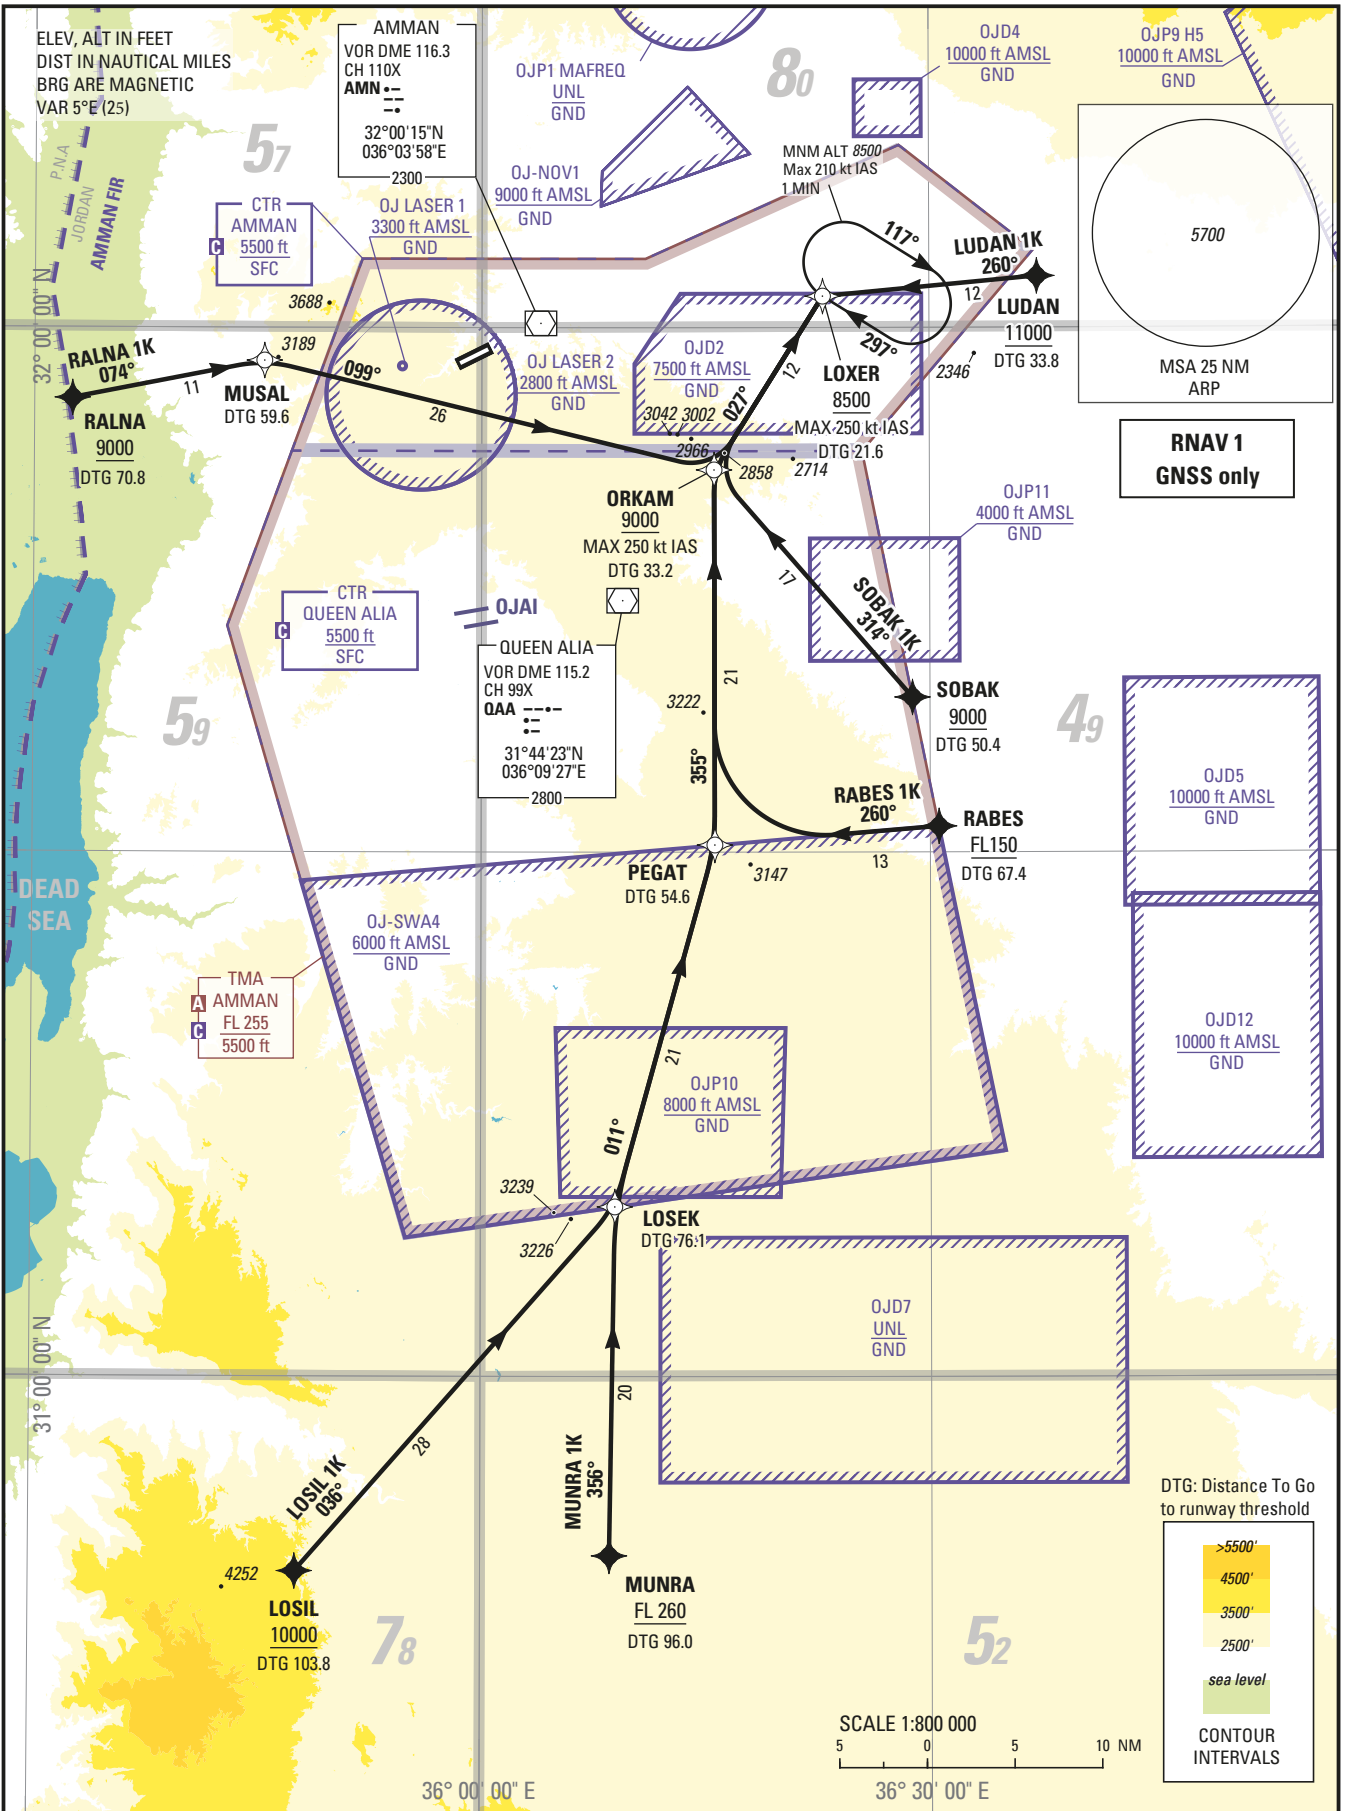 ELEV, ALT IN FEET
DIST IN NAUTICAL MILES
BRG ARE MAGNETIC
VAR 5°E (25)
AMMAN
VOR DME 116.3
CH 110X
AMN
32°00'15"N
036°03'58"E
2300
OJP1 MAFREQ
UNL
GND
OJ-NOV1
9000 ft AMSL
GND
80
OJD4
10000 ft AMSL
GND
OJP9 H5
10000 ft AMSL
GND
57
P.N.A
JORDAN
AMMAN FIR
CTR
AMMAN
5500 ft
SFC
C
OJ LASER 1
3300 ft AMSL
GND
MNM ALT 8500
Max 210 kt IAS
1 MIN
117°
297°
LUDAN 1K
260°
12
LUDAN
11000
DTG 33.8
5700
MSA 25 NM
ARP
RNAV 1
GNSS only
32° 00' 00" N
3688
3189
RALNA 1K
074°
11
RALNA
9000
DTG 70.8
MUSAL
DTG 59.6
099°
26
OJ LASER 2
2800 ft AMSL
GND
OJD2
7500 ft AMSL
GND
12
027°
LOXER
8500
MAX 250 kt IAS
DTG 21.6
2346
3042
3002
2966
2858
2714
ORKAM
9000
MAX 250 kt IAS
DTG 33.2
OJP11
4000 ft AMSL
GND
17
SOBAK 1K
314°
SOBAK
9000
DTG 50.4
CTR
QUEEN ALIA
5500 ft
SFC
C
OJAI
QUEEN ALIA
VOR DME 115.2
CH 99X
QAA
31°44'23"N
036°09'27"E
2800
59
49
3222
21
355°
RABES 1K
260°
13
RABES
FL150
DTG 67.4
OJD5
10000 ft AMSL
GND
PEGAT
DTG 54.6
3147
DEAD
SEA
OJ-SWA4
6000 ft AMSL
GND
TMA
AMMAN
FL 255
5500 ft
A
C
OJD12
10000 ft AMSL
GND
21
011°
OJP10
8000 ft AMSL
GND
3239
3226
LOSEK
DTG 76.1
OJD7
UNL
GND
31° 00' 00" N
28
LOSIL 1K
036°
20
MUNRA 1K
356°
4252
LOSIL
10000
DTG 103.8
MUNRA
FL 260
DTG 96.0
78
52
DTG: Distance To Go
to runway threshold
>5500'
4500'
3500'
2500'
sea level
CONTOUR
INTERVALS
SCALE 1:800 000
5 0 5 10 NM
36° 00' 00" E
36° 30' 00" E